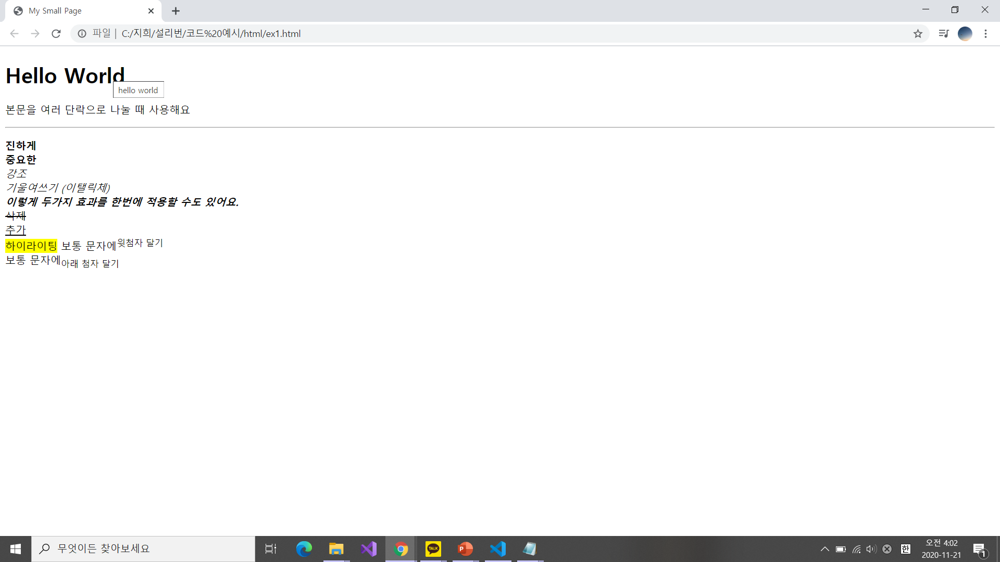 My Small Page
파일 | C:/지희/설리번/코드%20예시/html/ex1.html
Hello World
hello world
본문을 여러 단락으로 나눌 때 사용해요
진하게
중요한
강조
기울여쓰기 (이탤릭체)
이렇게 두가지 효과를 한번에 적용할 수도 있어요.
삭제
추가
하이라이팅 보통 문자에윗첨자 달기
보통 문자에아래 첨자 달기
무엇이든 찾아보세요
TALK
P
한
오전 4:02
2020-11-21
1